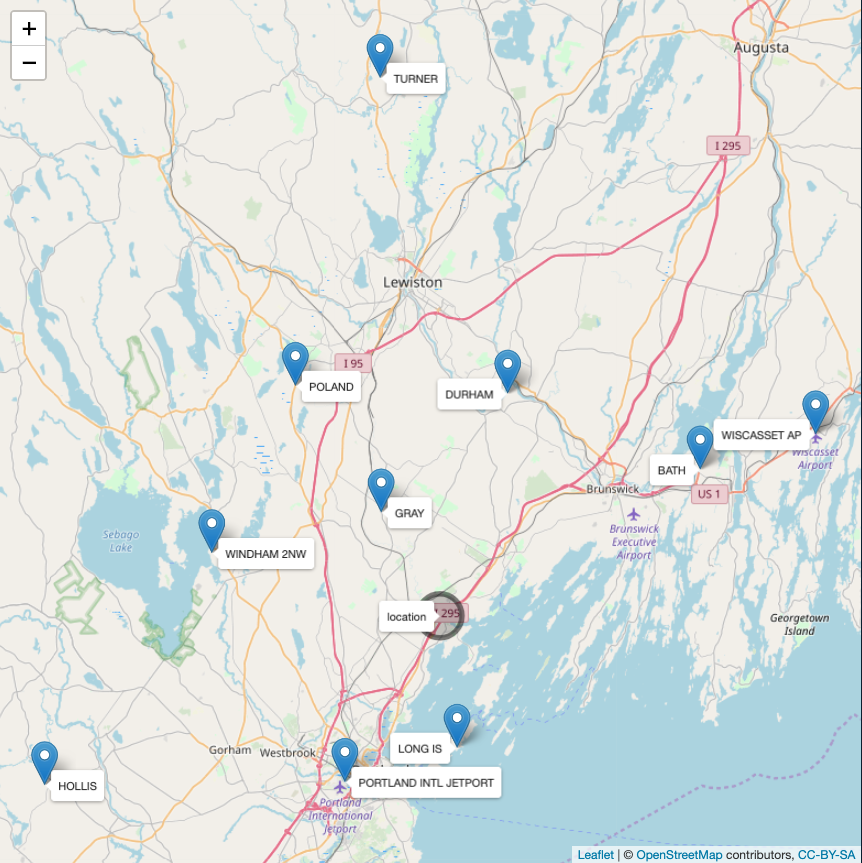 +
−
Augusta
TURNER
I 295
Lewiston
I 95
POLAND
DURHAM
WISCASSET AP
Wiscasset
Airport
BATH
Brunswick
US 1
GRAY
Brunswick
Executive
Airport
Sebago
Lake
WINDHAM 2NW
location
295
Georgetown
Island
LONG IS
Gorham
Westbrook
HOLLIS
PORTLAND INTL JETPORT
Portland
International
Jetport
Leaflet | © OpenStreetMap contributors, CC-BY-SA